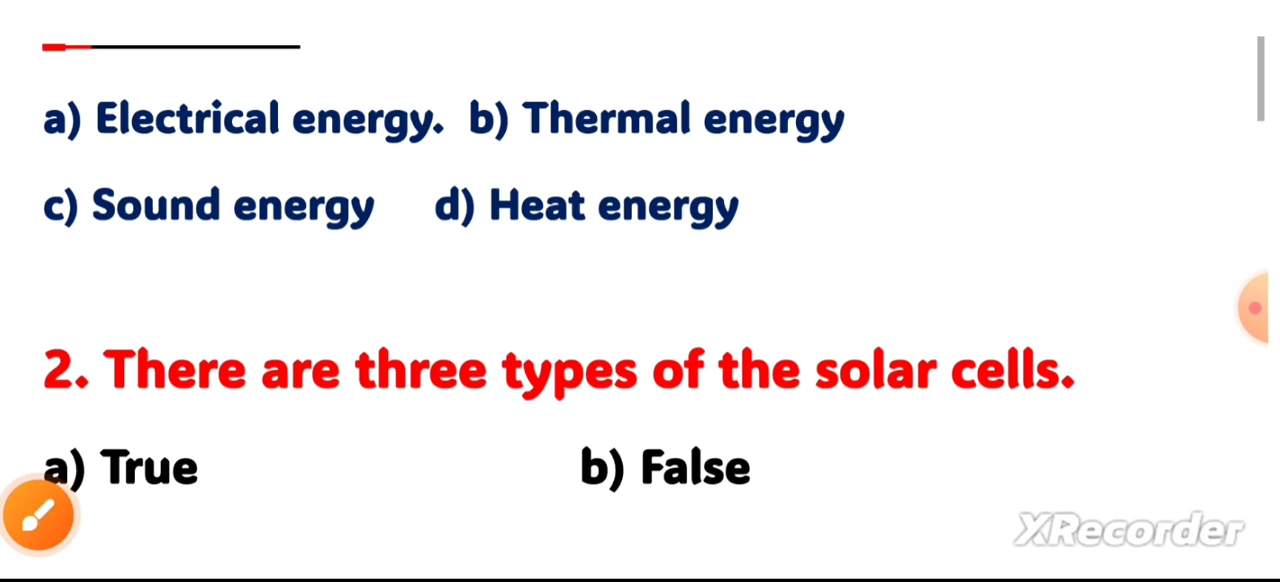 a) Electrical energy. b) Thermal energy
c) Sound energy d) Heat energy
2. There are three types of the solar cells.
a) True b) False
XRecorder